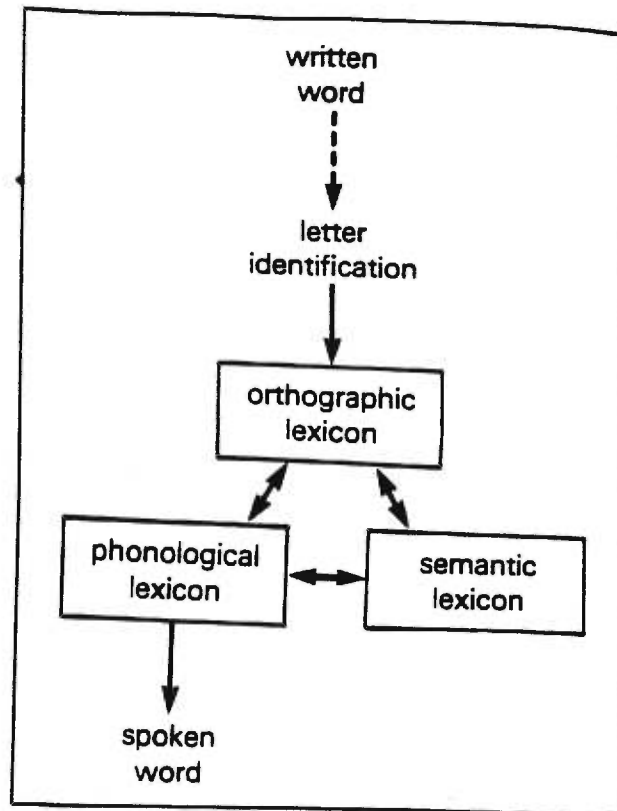 written
word
letter
identification
orthographic
lexicon
phonological
lexicon
semantic
lexicon
spoken
word